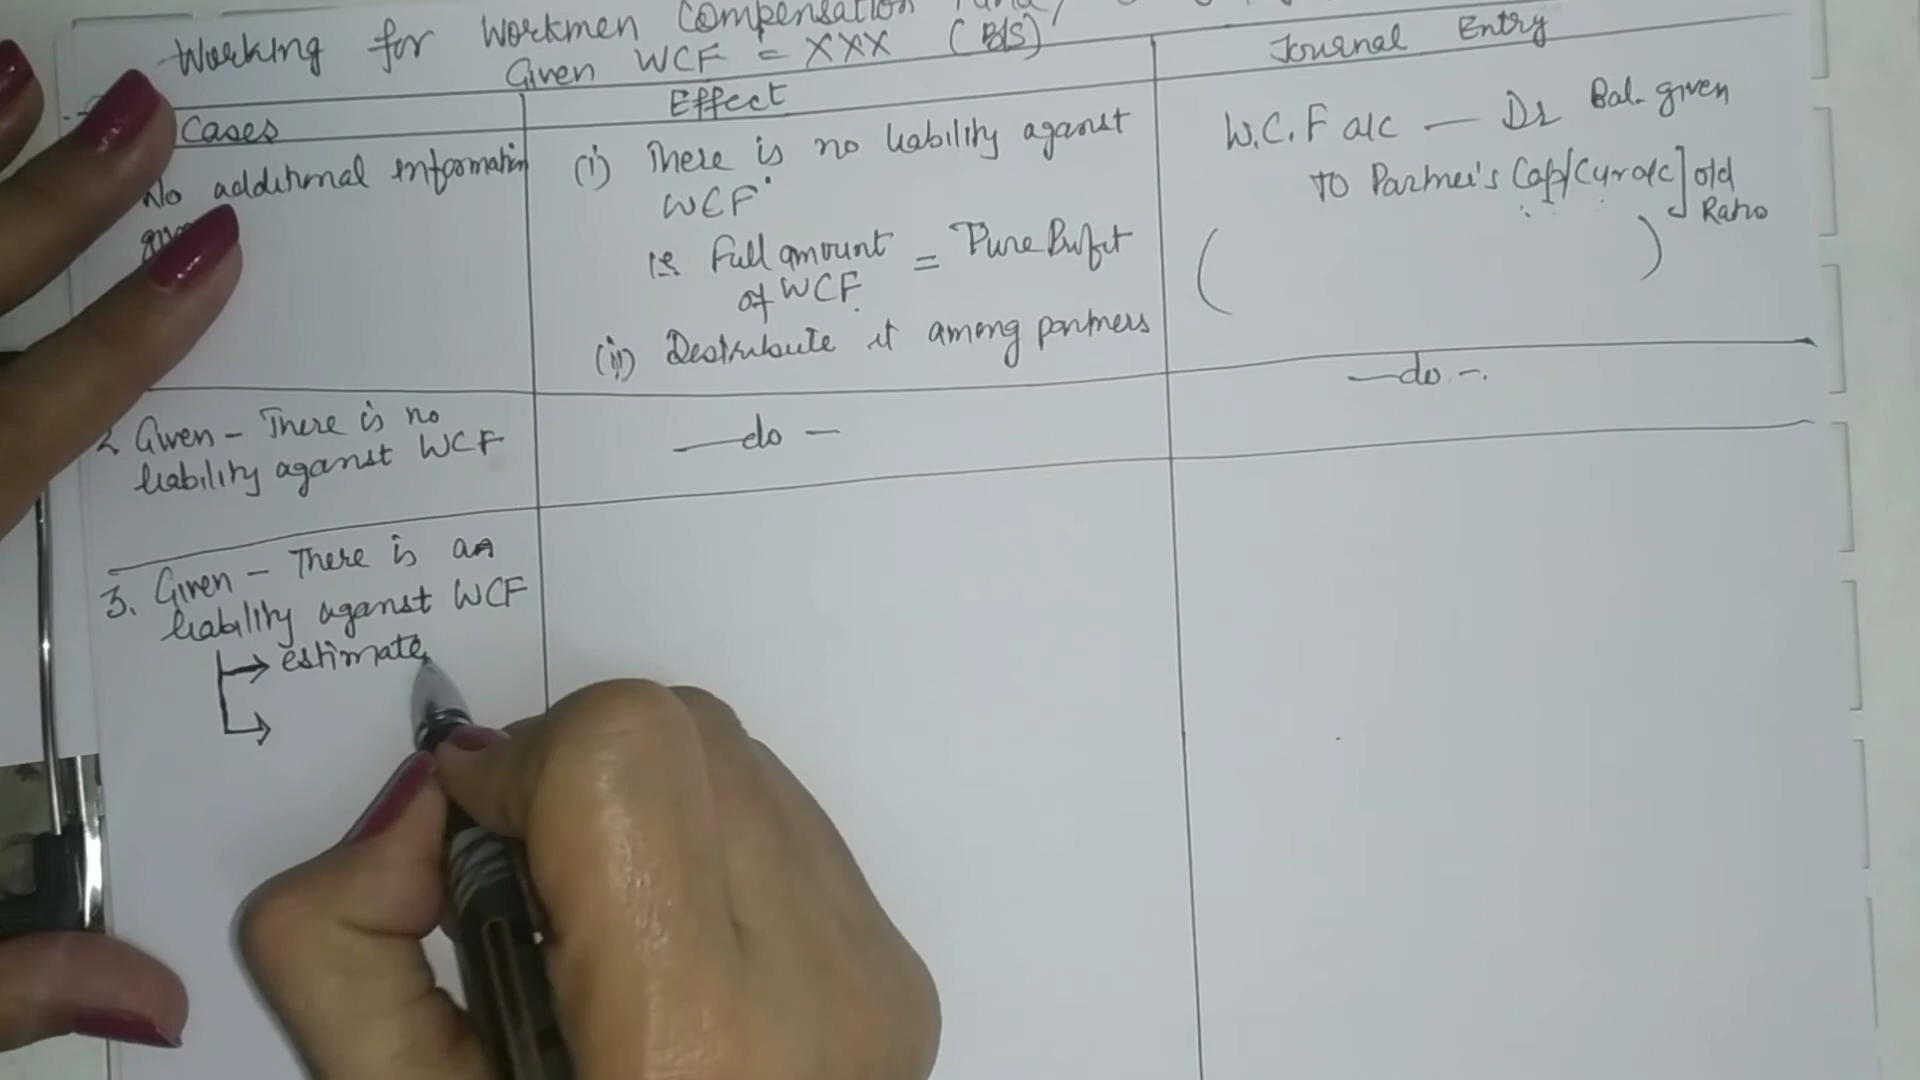 Working for Workmen Compensation
Given WCF = XXX (B/S)
Cases
Effect
Journal Entry
No additional information
(i) There is no liability against
WCF
ie Full amount = Pure Profit
of WCF
(ii) Destribute it among partners
W.C.F a/c — Dr Bal. given
To Partner's Cap/Cur a/c] old
Ratio
( )
2 Given - There is no
liability against WCF
—do -
—do -.
3. Given - There is an
liability against WCF
→ estimate
→